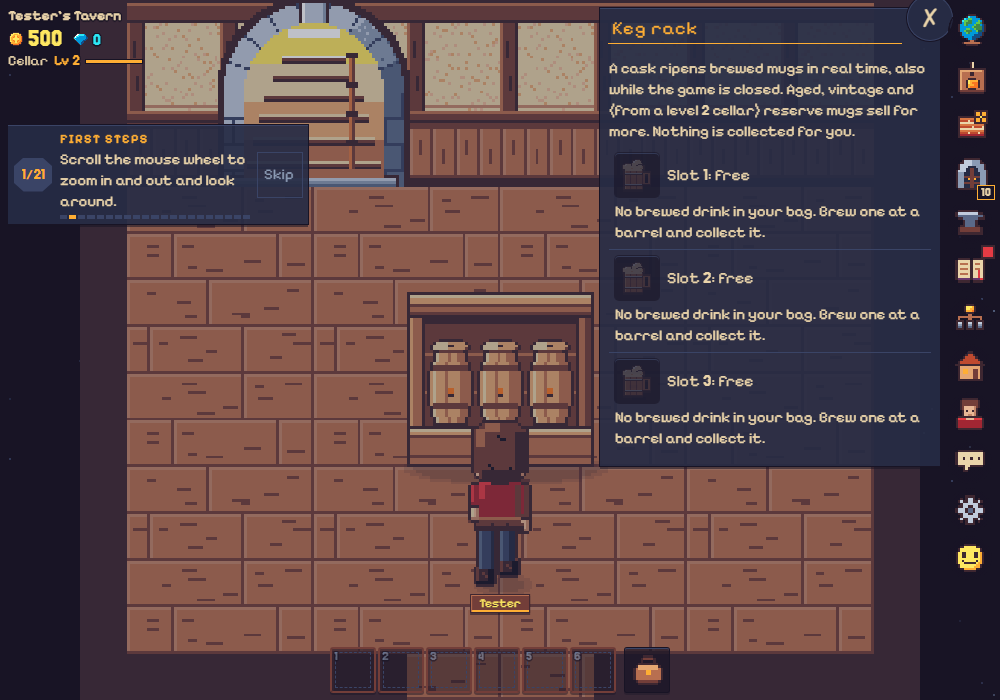 Tester's Tavern
500 0
Cellar Lv 2
FIRST STEPS
1/21
Scroll the mouse wheel to
zoom in and out and look
around.
Skip
Keg rack
X
A cask ripens brewed mugs in real time, also
while the game is closed. Aged, vintage and
(from a level 2 cellar) reserve mugs sell for
more. Nothing is collected for you.
Slot 1: Free
No brewed drink in your bag. Brew one at a
barrel and collect it.
Slot 2: Free
No brewed drink in your bag. Brew one at a
barrel and collect it.
Slot 3: Free
No brewed drink in your bag. Brew one at a
barrel and collect it.
10
Tester
1 2 3 4 5 6